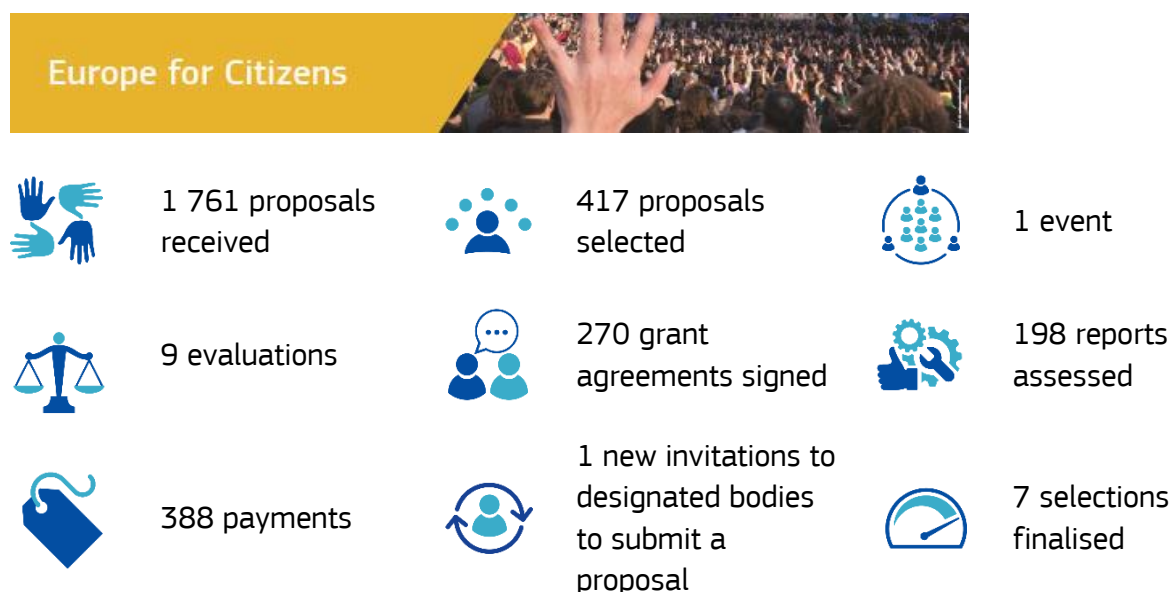 Europe for Citizens
1 761 proposals
received
417 proposals
selected
1 event
9 evaluations
270 grant
agreements signed
198 reports
assessed
388 payments
1 new invitations to
designated bodies
to submit a
proposal
7 selections
finalised